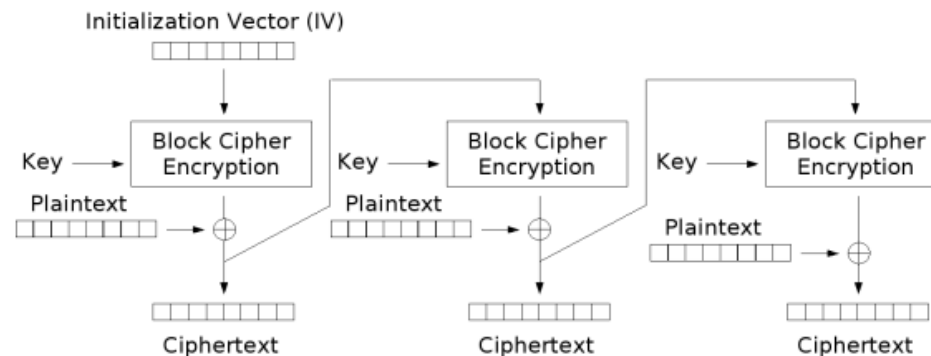 Initialization Vector (IV)
Key
Block Cipher
Encryption
Key
Block Cipher
Encryption
Key
Block Cipher
Encryption
Plaintext
Plaintext
Plaintext
Ciphertext
Ciphertext
Ciphertext